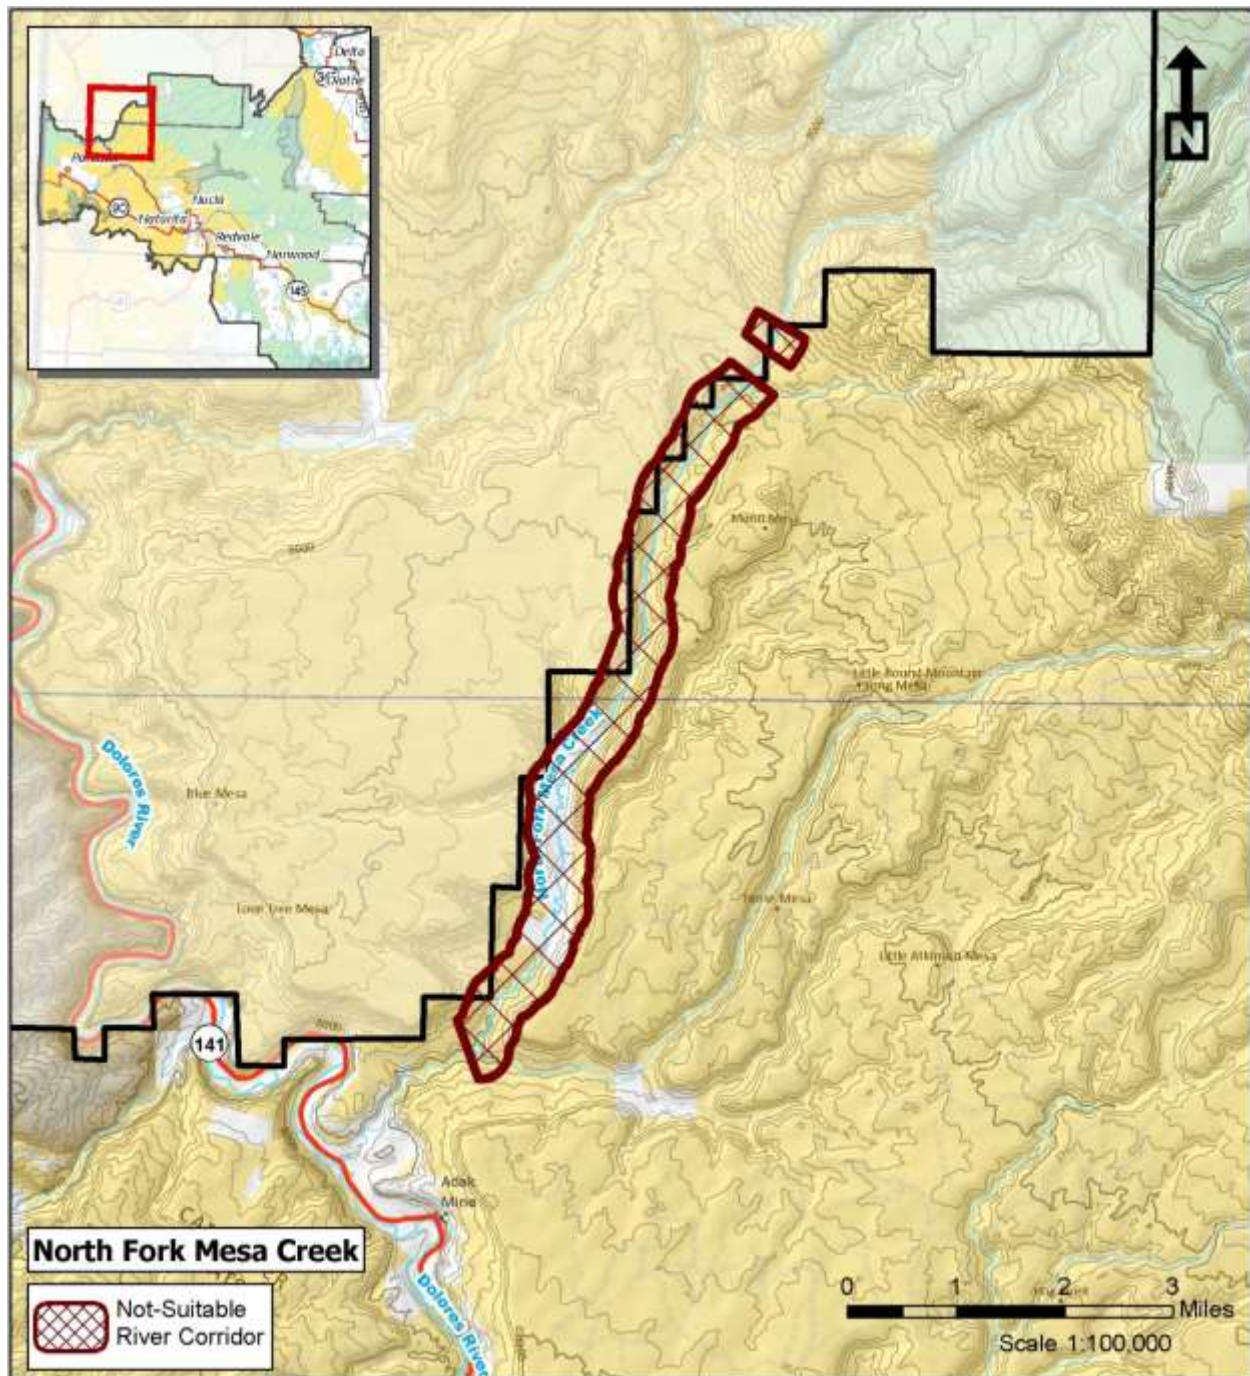 Delta
Nucla
90
Naturita
Redvale
Norwood
145
N
6000
Little Round Mountain
Long Mesa
Dolores River
Blue Mesa
North Fork Mesa Creek
Lone Tree Mesa
Little Atkinson Mesa
6000
141
Adak
Mine
Dolores River
North Fork Mesa Creek
Not-Suitable
River Corridor
0 1 2 3
Miles
Scale 1:100,000